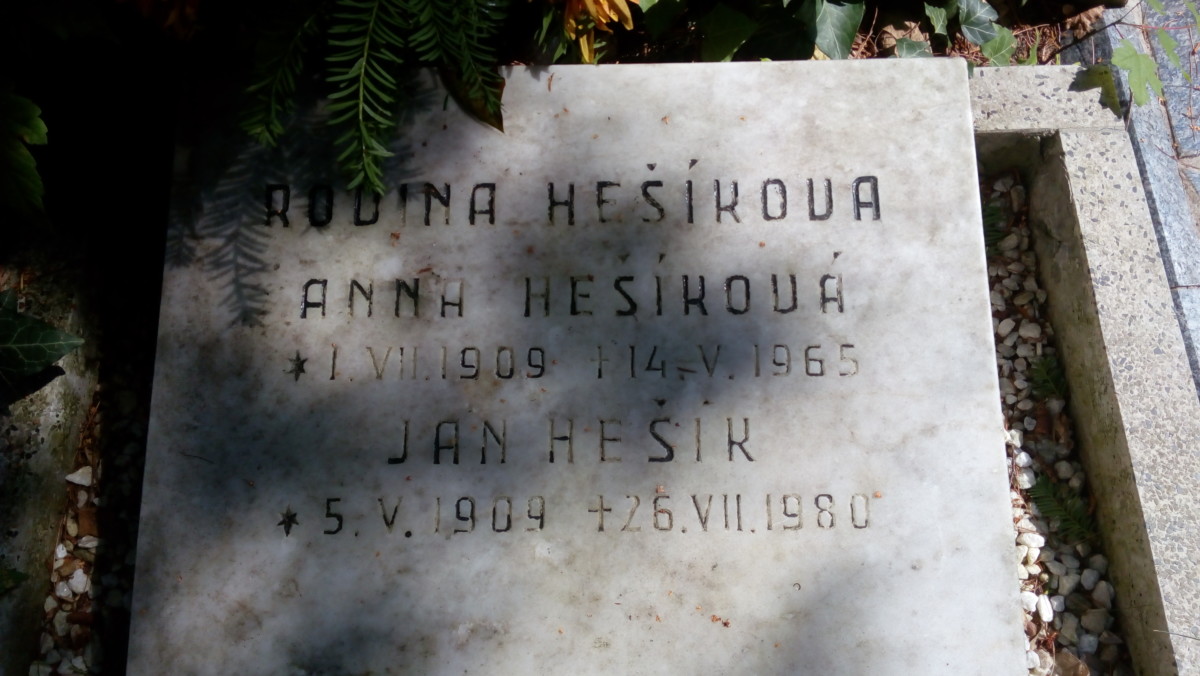 RODINA HEŠÍKOVA
ANNA HEŠÍKOVÁ
* 1. VII. 1909 † 14. V. 1965
JAN HEŠÍK
* 5. V. 1909 † 26. VII. 1980